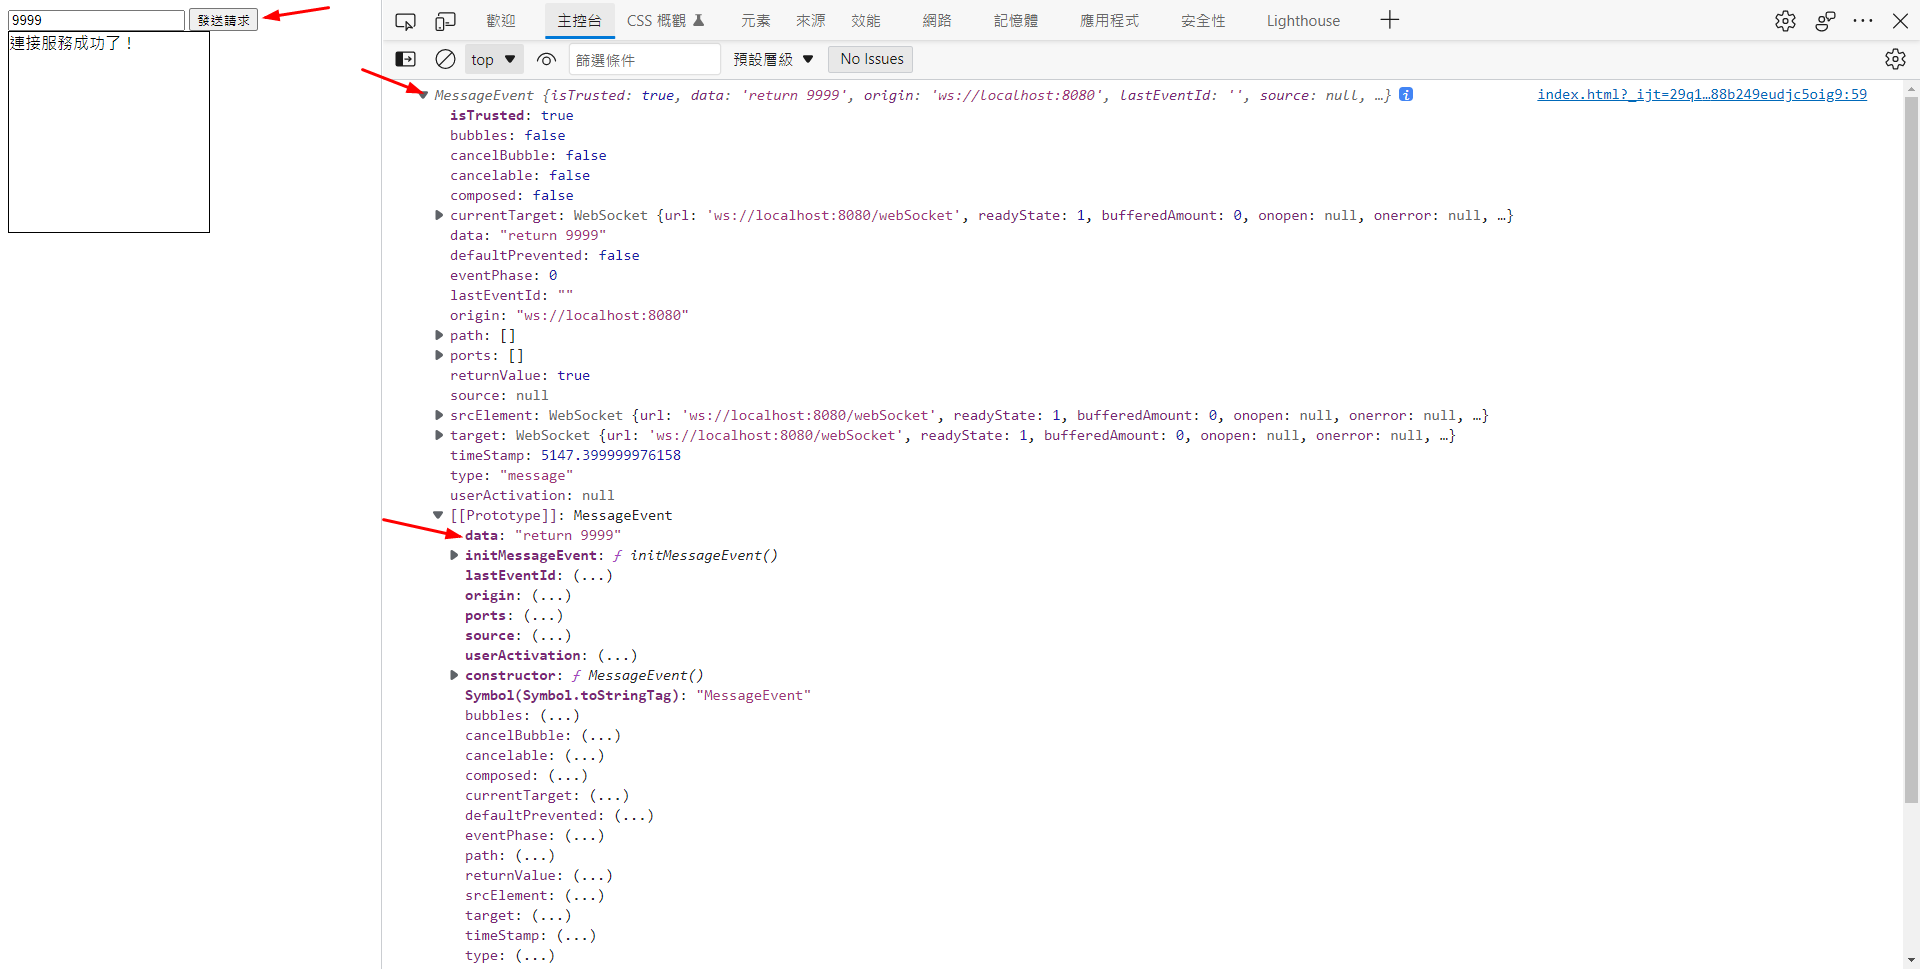 9999 發送請求
連接服務成功了！
歡迎 主控台 CSS 概觀 元素 來源 效能 網路 記憶體 應用程式 安全性 Lighthouse
top 篩選條件 預設層級 No Issues
MessageEvent {isTrusted: true, data: 'return 9999', origin: 'ws://localhost:8080', lastEventId: '', source: null, …} index.html?_ijt=29q1…88b249eudjc5oig9:59
isTrusted: true
bubbles: false
cancelBubble: false
cancelable: false
composed: false
currentTarget: WebSocket {url: 'ws://localhost:8080/webSocket', readyState: 1, bufferedAmount: 0, onopen: null, onerror: null, …}
data: "return 9999"
defaultPrevented: false
eventPhase: 0
lastEventId: ""
origin: "ws://localhost:8080"
path: []
ports: []
returnValue: true
source: null
srcElement: WebSocket {url: 'ws://localhost:8080/webSocket', readyState: 1, bufferedAmount: 0, onopen: null, onerror: null, …}
target: WebSocket {url: 'ws://localhost:8080/webSocket', readyState: 1, bufferedAmount: 0, onopen: null, onerror: null, …}
timeStamp: 5147.399999976158
type: "message"
userActivation: null
[[Prototype]]: MessageEvent
data: "return 9999"
initMessageEvent: ƒ initMessageEvent()
lastEventId: (...)
origin: (...)
ports: (...)
source: (...)
userActivation: (...)
constructor: ƒ MessageEvent()
Symbol(Symbol.toStringTag): "MessageEvent"
bubbles: (...)
cancelBubble: (...)
cancelable: (...)
composed: (...)
currentTarget: (...)
defaultPrevented: (...)
eventPhase: (...)
path: (...)
returnValue: (...)
srcElement: (...)
target: (...)
timeStamp: (...)
type: (...)